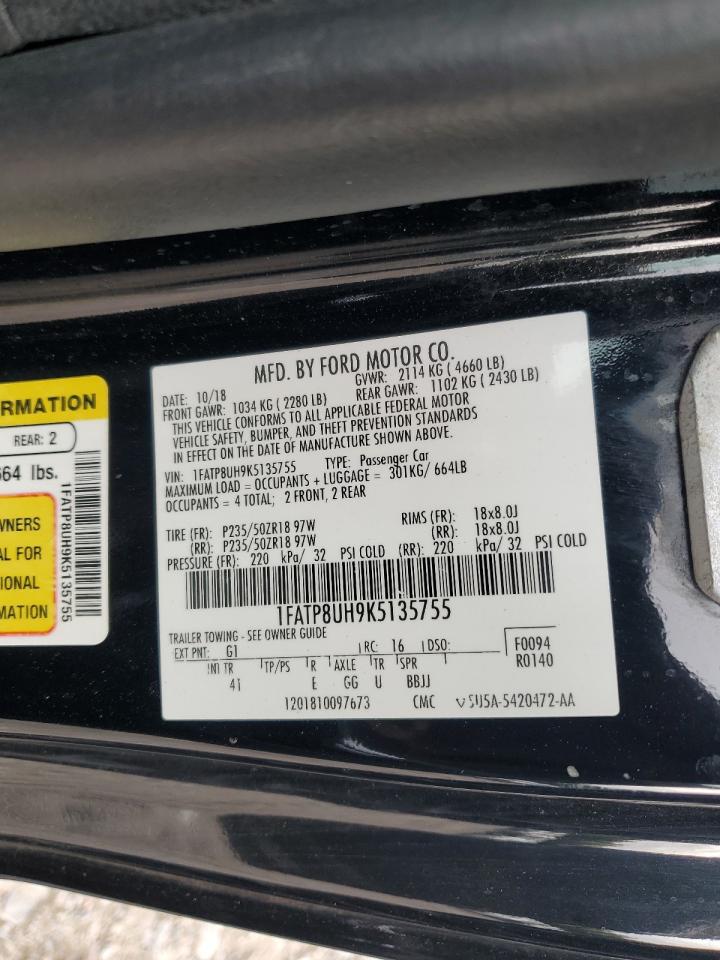 MFD. BY FORD MOTOR CO.
DATE: 10/18 GVWR: 2114 KG ( 4660 LB)
FRONT GAWR: 1034 KG ( 2280 LB) REAR GAWR: 1102 KG ( 2430 LB)
THIS VEHICLE CONFORMS TO ALL APPLICABLE FEDERAL MOTOR
VEHICLE SAFETY, BUMPER, AND THEFT PREVENTION STANDARDS
IN EFFECT ON THE DATE OF MANUFACTURE SHOWN ABOVE.
VIN: 1FATP8UH9K5135755 TYPE: Passenger Car
MAXIMUM LOAD = OCCUPANTS + LUGGAGE = 301KG/ 664LB
OCCUPANTS = 4 TOTAL; 2 FRONT, 2 REAR
TIRE (FR): P235/50ZR18 97W RIMS (FR): 18x8.0J
(RR): P235/50ZR18 97W (RR): 18x8.0J
PRESSURE (FR): 220 kPa/ 32 PSI COLD (RR): 220 kPa/ 32 PSI COLD
1FATP8UH9K5135755
TRAILER TOWING - SEE OWNER GUIDE
EXT PNT: G1 RC: 16 DSO: F0094
INT TR TP/PS R AXLE TR SPR R0140
4I E GG U BBJJ
1201810097673 CMC SU5A-5420472-AA
RMATION
REAR: 2
664 lbs.
1FATP8UH9K5135755
WNERS
AL FOR
IONAL
MATION